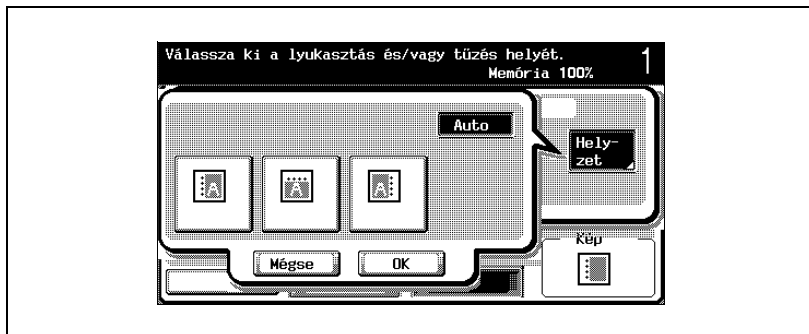 Válassza ki a lyukasztás és/vagy tűzés helyét.
Memória 100%
1
Auto
Hely-
zet
A
A
A
Mégse
OK
Kép